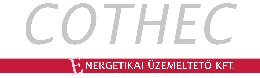 COTHEC
ENERGETIKAI ÜZEMELTETŐ KFT.